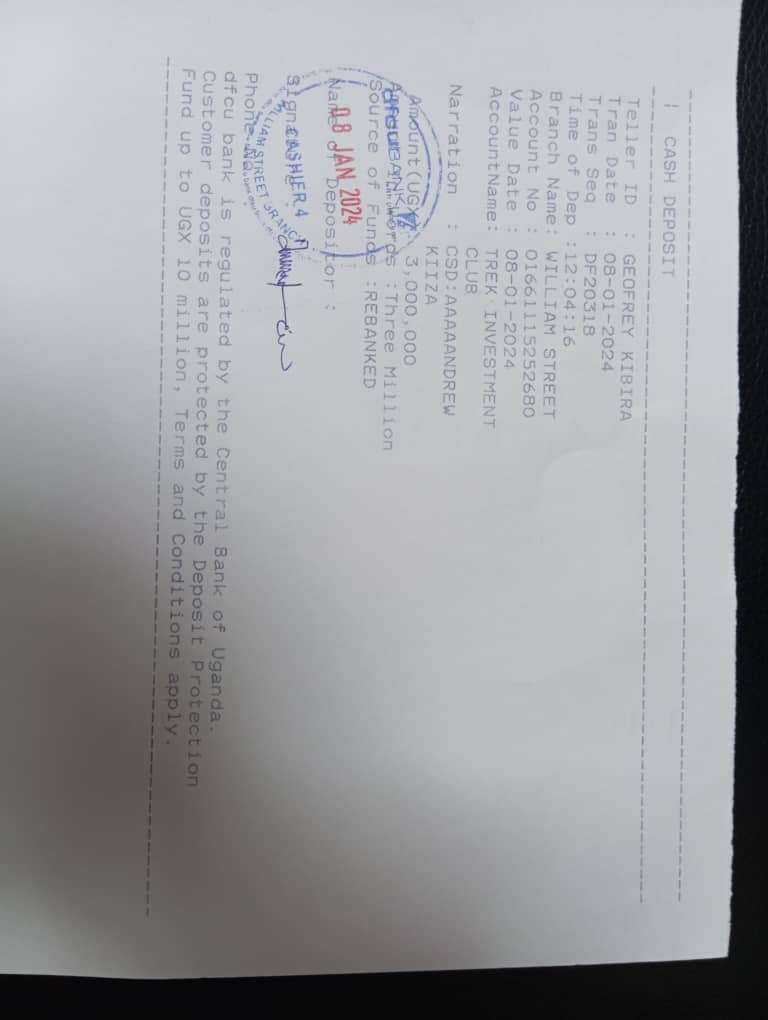 CASH DEPOSIT
Teller ID : GEOFREY KIBIRA
Tran Date : 08-01-2024
Trans Seq : DF20318
Time of Dep :12:04:16
Branch Name: WILLIAM STREET
Account No : 01661115252680
Value Date : 08-01-2024
AccountName: TREK INVESTMENT
CLUB
Narration : CSD:AAAAANDREW
KIIZA
Amount(UGX): 3,000,000
Words :Three Million
Source of Funds :REBANKED
Name of Depositor :
Signature :
Phone No.
dfcu BANK
08 JAN 2024
CASHIER 4
WILLIAM STREET BRANCH
dfcu bank is regulated by the Central Bank of Uganda.
Customer deposits are protected by the Deposit Protection
Fund up to UGX 10 million, Terms and Conditions apply.